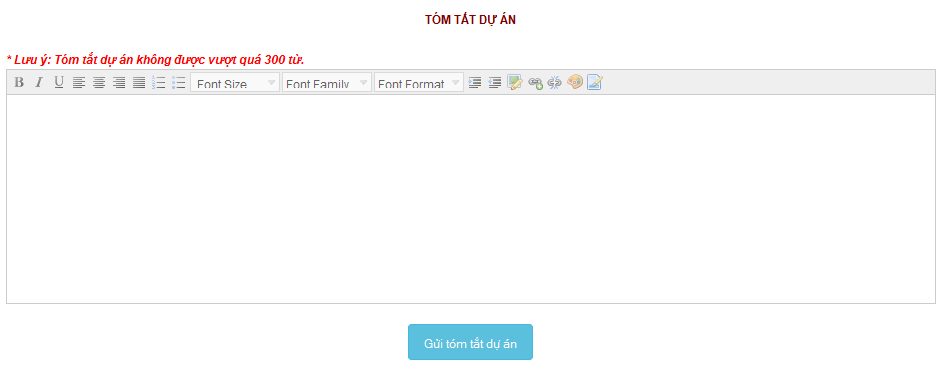 TÓM TẮT DỰ ÁN
* Lưu ý: Tóm tắt dự án không được vượt quá 300 từ.
B I U Font Size Font Family Font Format
Gửi tóm tắt dự án